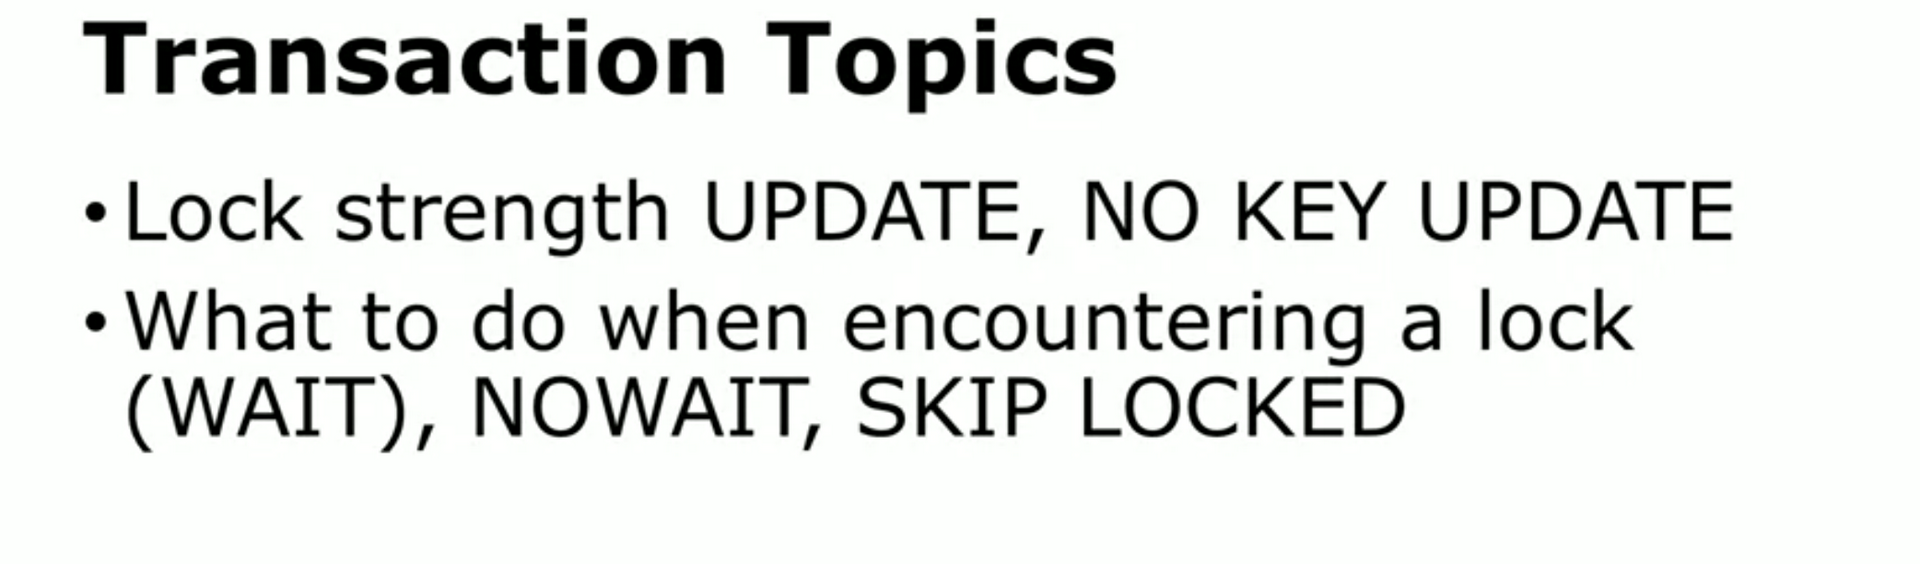 Transaction Topics
• Lock strength UPDATE, NO KEY UPDATE
• What to do when encountering a lock
(WAIT), NOWAIT, SKIP LOCKED